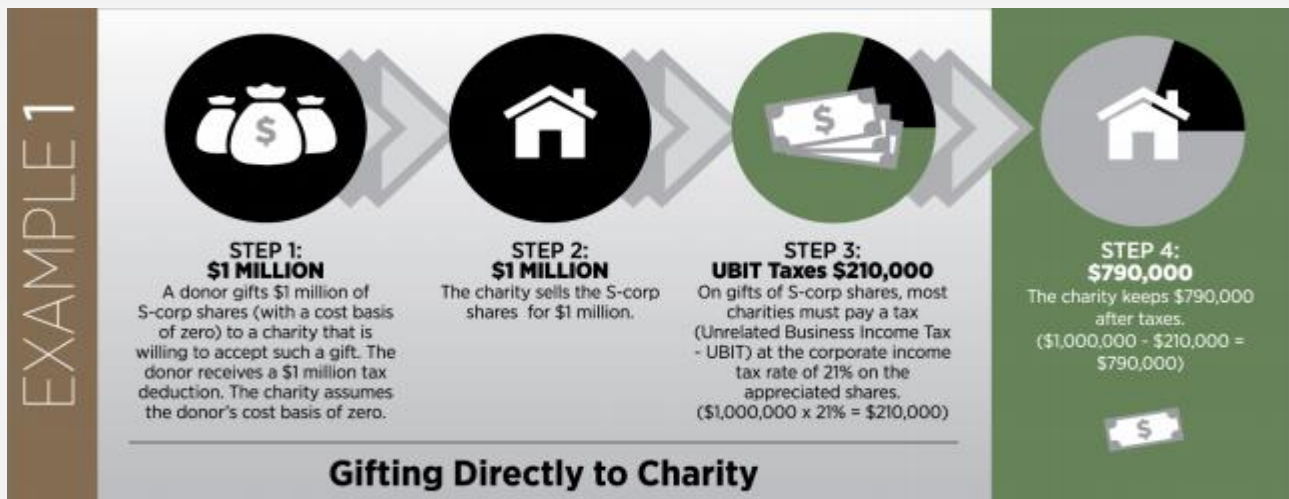 EXAMPLE 1
STEP 1:
$1 MILLION
A donor gifts $1 million of
S-corp shares (with a cost basis
of zero) to a charity that is
willing to accept such a gift. The
donor receives a $1 million tax
deduction. The charity assumes
the donor's cost basis of zero.
STEP 2:
$1 MILLION
The charity sells the S-corp
shares for $1 million.
STEP 3:
UBIT Taxes $210,000
On gifts of S-corp shares, most
charities must pay a tax
(Unrelated Business Income Tax
- UBIT) at the corporate income
tax rate of 21% on the
appreciated shares.
($1,000,000 x 21% = $210,000)
STEP 4:
$790,000
The charity keeps $790,000
after taxes.
($1,000,000 - $210,000 =
$790,000)
$
$
$
Gifting Directly to Charity